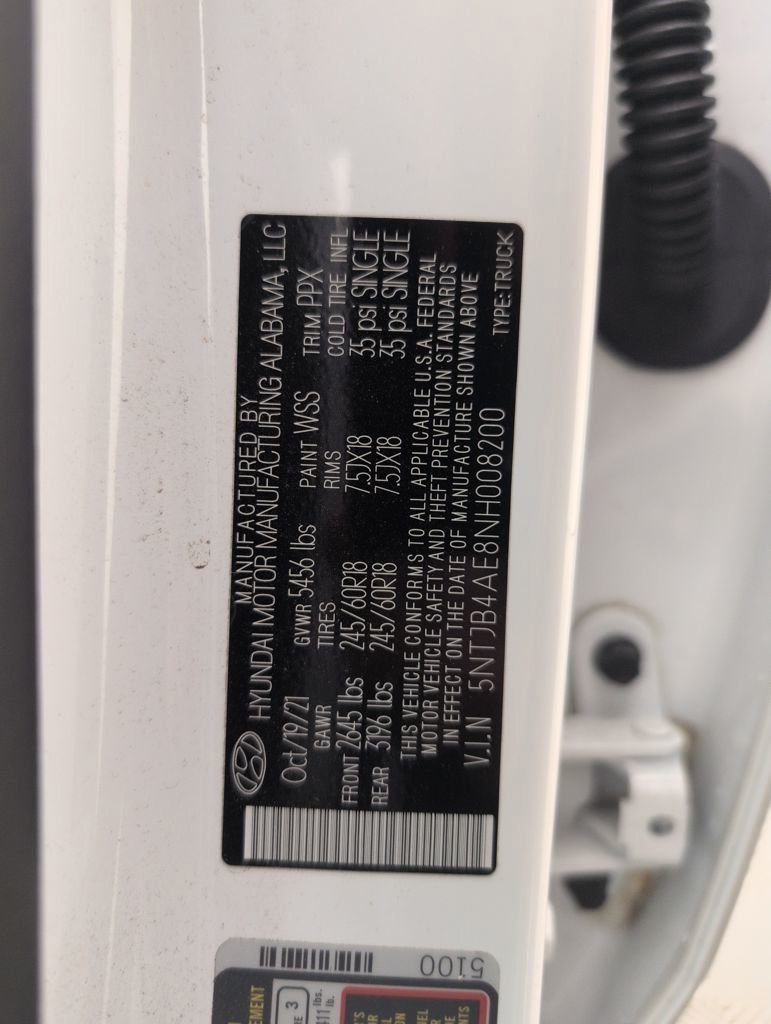 MANUFACTURED BY
HYUNDAI MOTOR MANUFACTURING ALABAMA, LLC
Oct/19/21 GVWR 5456 lbs PAINT WSS TRIM PPX
GAWR TIRES RIMS COLD TIRE INFL
FRONT 2645 lbs 245/60R18 7.5JX18 35 psi SINGLE
REAR 3196 lbs 245/60R18 7.5JX18 35 psi SINGLE
THIS VEHICLE CONFORMS TO ALL APPLICABLE U.S.A. FEDERAL
MOTOR VEHICLE SAFETY AND THEFT PREVENTION STANDARDS
IN EFFECT ON THE DATE OF MANUFACTURE SHOWN ABOVE
V.I.N 5NTJB4AE8NH008200
TYPE:TRUCK
5100
3
lbs.
lb.